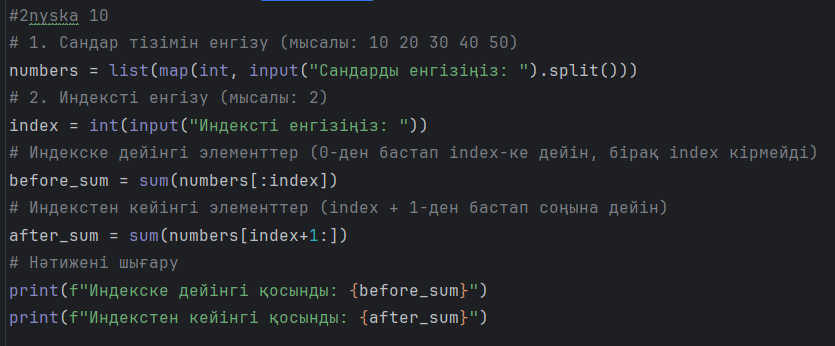 #2nyska 10
# 1. Сандар тізімін енгізу (мысалы: 10 20 30 40 50)
numbers = list(map(int, input("Сандарды енгізіңіз: ").split()))
# 2. Индексті енгізу (мысалы: 2)
index = int(input("Индексті енгізіңіз: "))
# Индекске дейінгі элементтер (0-ден бастап index-ке дейін, бірақ index кірмейді)
before_sum = sum(numbers[:index])
# Индекстен кейінгі элементтер (index + 1-ден бастап соңына дейін)
after_sum = sum(numbers[index+1:])
# Нәтижені шығару
print(f"Индекске дейінгі қосынды: {before_sum}")
print(f"Индекстен кейінгі қосынды: {after_sum}")